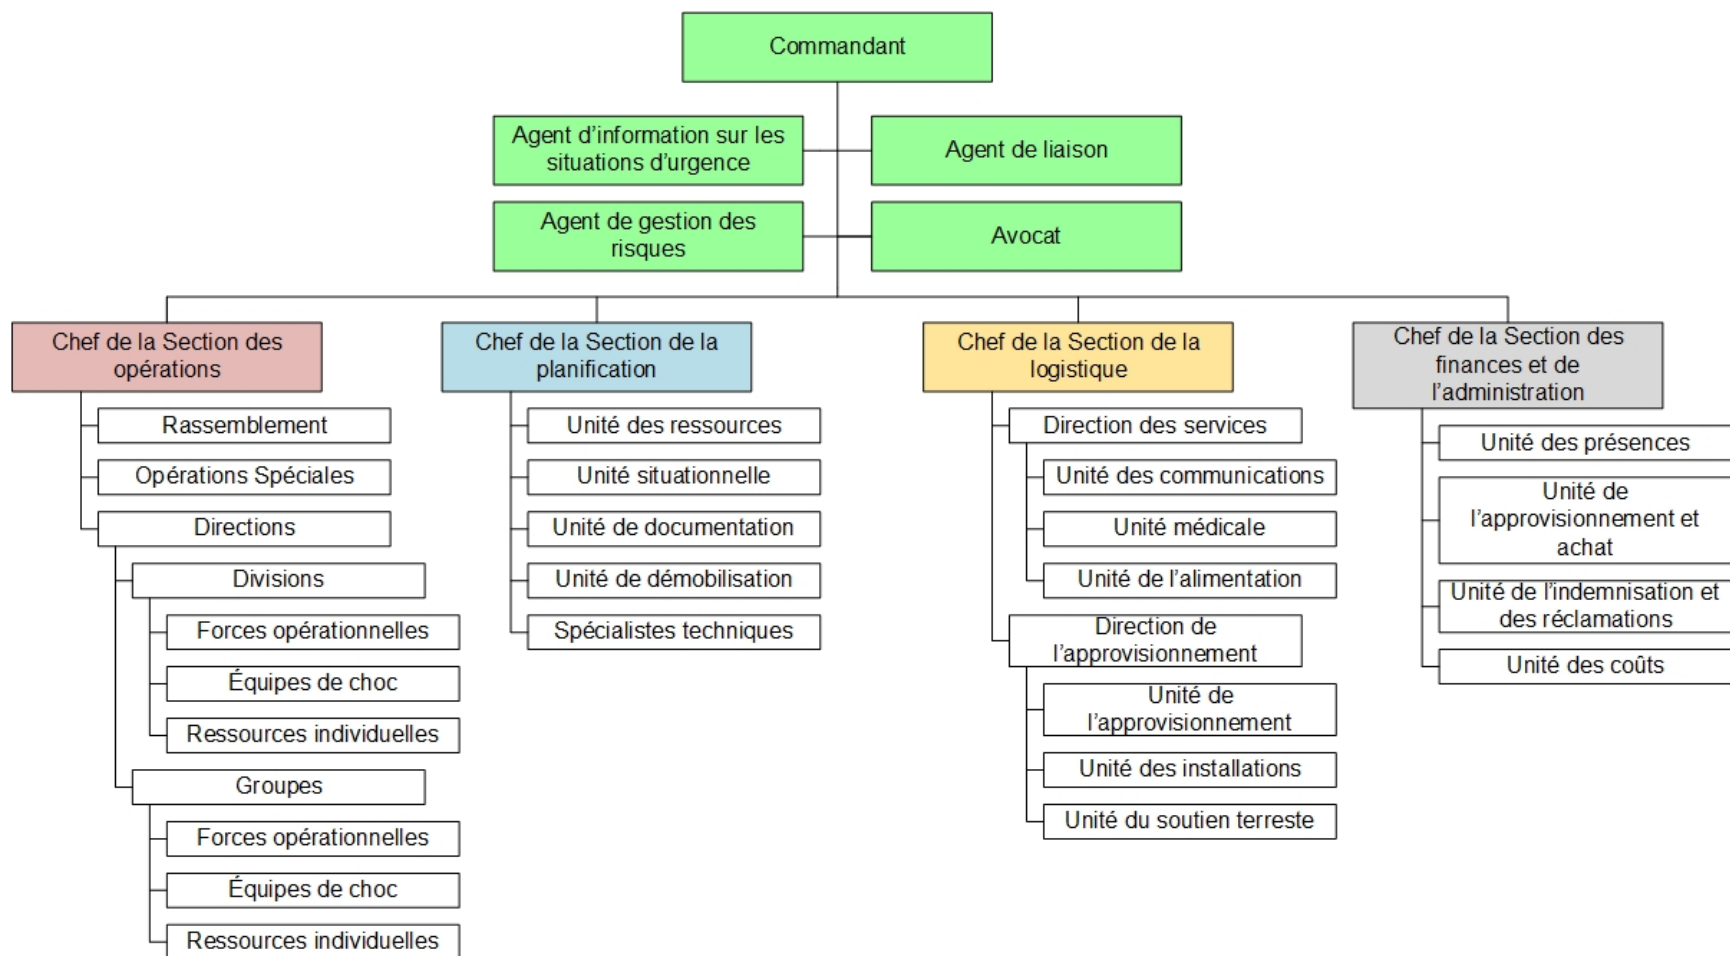 Commandant
Agent d'information sur les
situations d'urgence
Agent de liaison
Agent de gestion des
risques
Avocat
Chef de la Section des
opérations
Rassemblement
Opérations Spéciales
Directions
Divisions
Forces opérationnelles
Équipes de choc
Ressources individuelles
Groupes
Forces opérationnelles
Équipes de choc
Ressources individuelles
Chef de la Section de la
planification
Unité des ressources
Unité situationnelle
Unité de documentation
Unité de démobilisation
Spécialistes techniques
Chef de la Section de la
logistique
Direction des services
Unité des communications
Unité médicale
Unité de l'alimentation
Direction de
l'approvisionnement
Unité de
l'approvisionnement
Unité des installations
Unité du soutien terreste
Chef de la Section des
finances et de
l'administration
Unité des présences
Unité de
l'approvisionnement et
achat
Unité de l'indemnisation et
des réclamations
Unité des coûts